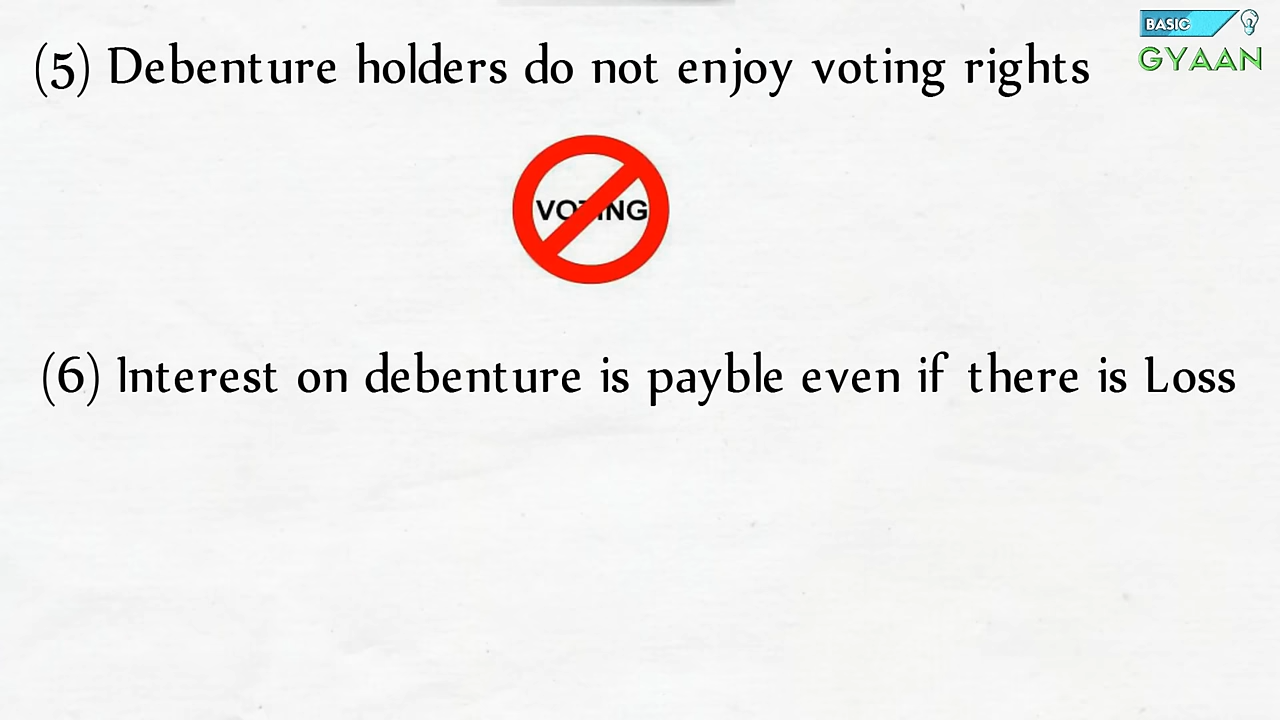 BASIC
GYAAN
(5) Debenture holders do not enjoy voting rights
VOTING
(6) Interest on debenture is payble even if there is Loss